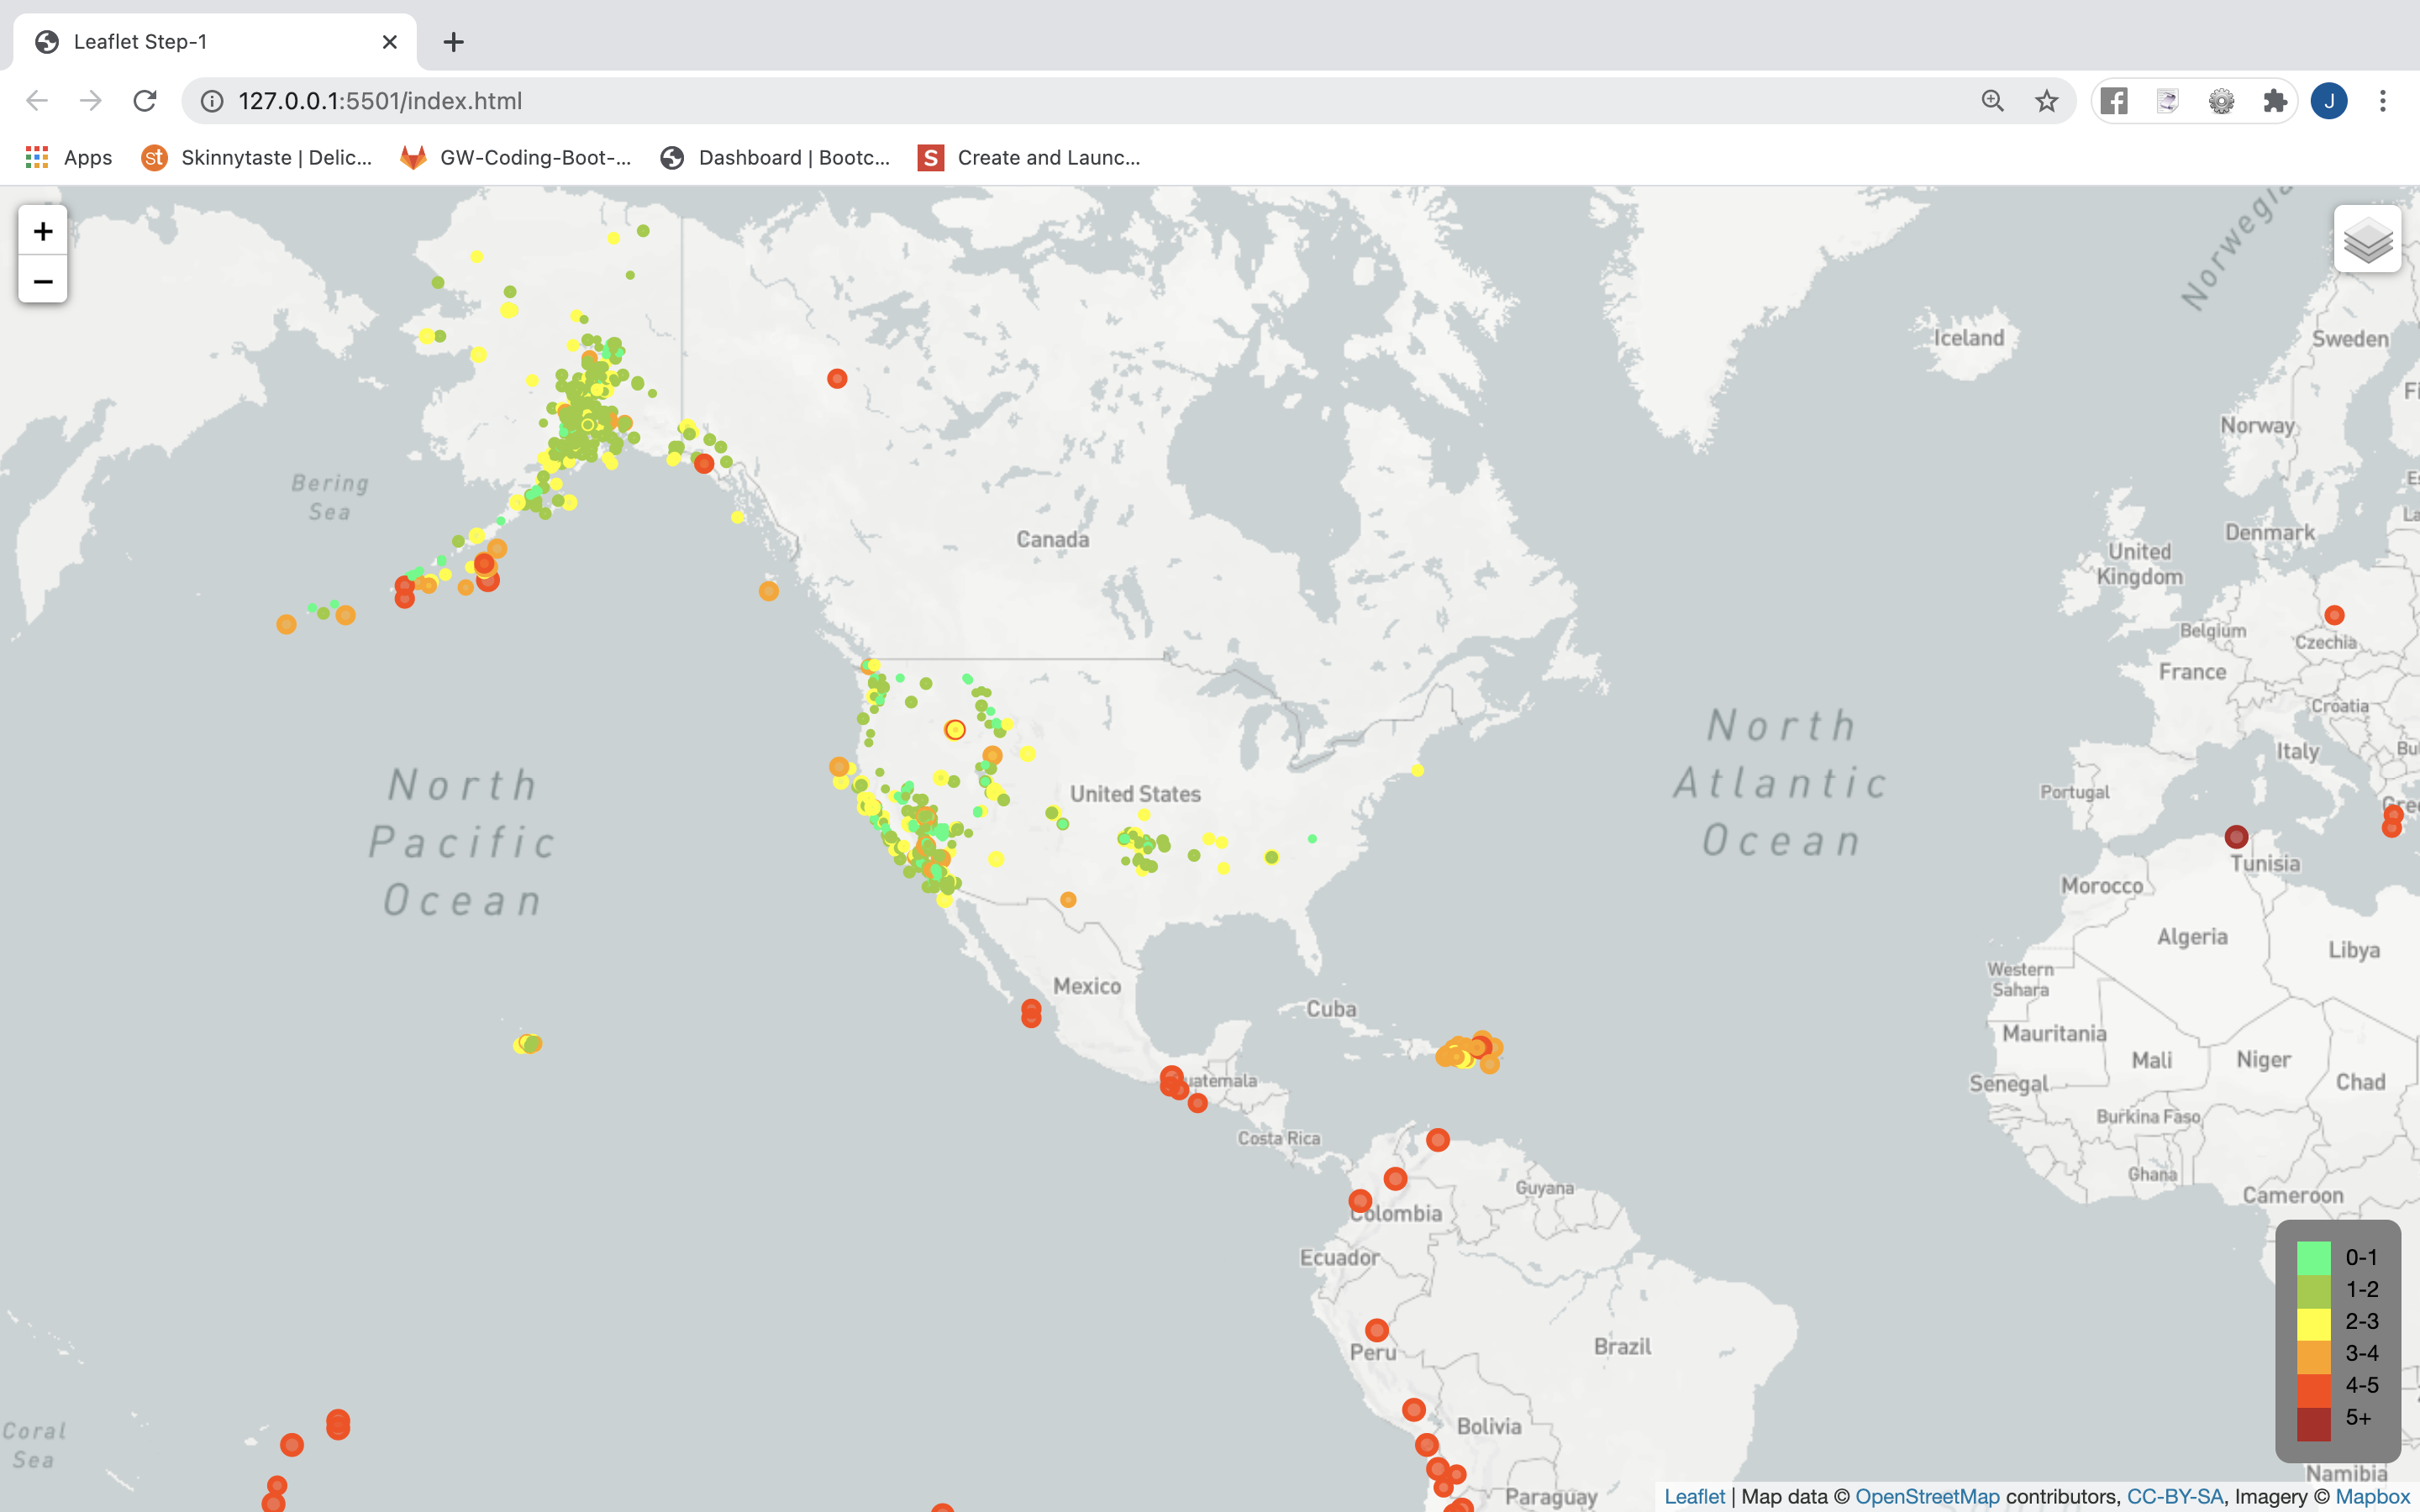 Leaflet Step-1
127.0.0.1:5501/index.html
J
Apps
st
Skinnytaste | Delic...
GW-Coding-Boot-...
Dashboard | Bootc...
S
Create and Launc...
+
−
Iceland
Sweden
Norway
Bering
Sea
Canada
Denmark
United
Kingdom
Belgium
Czechia
France
Croatia
North
Atlantic
Ocean
Italy
North
Pacific
Ocean
United States
Portugal
Tunisia
Morocco
Algeria
Libya
Western
Sahara
Mexico
Cuba
Mauritania
Mali
Niger
Chad
uatemala
Senegal
Burkina Faso
Costa Rica
Ghana
Guyana
Cameroon
Colombia
Ecuador
0-1
1-2
2-3
3-4
4-5
5+
Brazil
Peru
Bolivia
Coral
Sea
Namibia
Paraguay
Leaflet | Map data © OpenStreetMap contributors, CC-BY-SA, Imagery © Mapbox